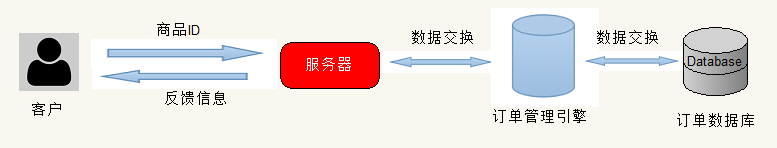 商品ID
反馈信息
客户
服务器
数据交换
订单管理引擎
数据交换
Database
订单数据库